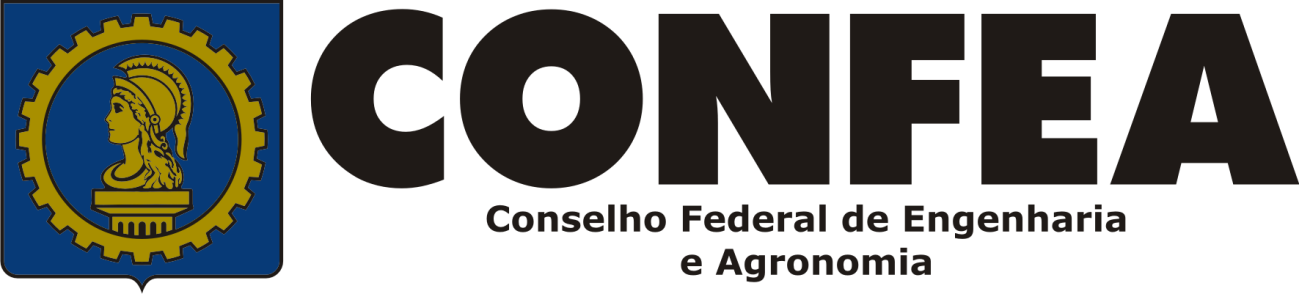 CONFEA
Conselho Federal de Engenharia
e Agronomia